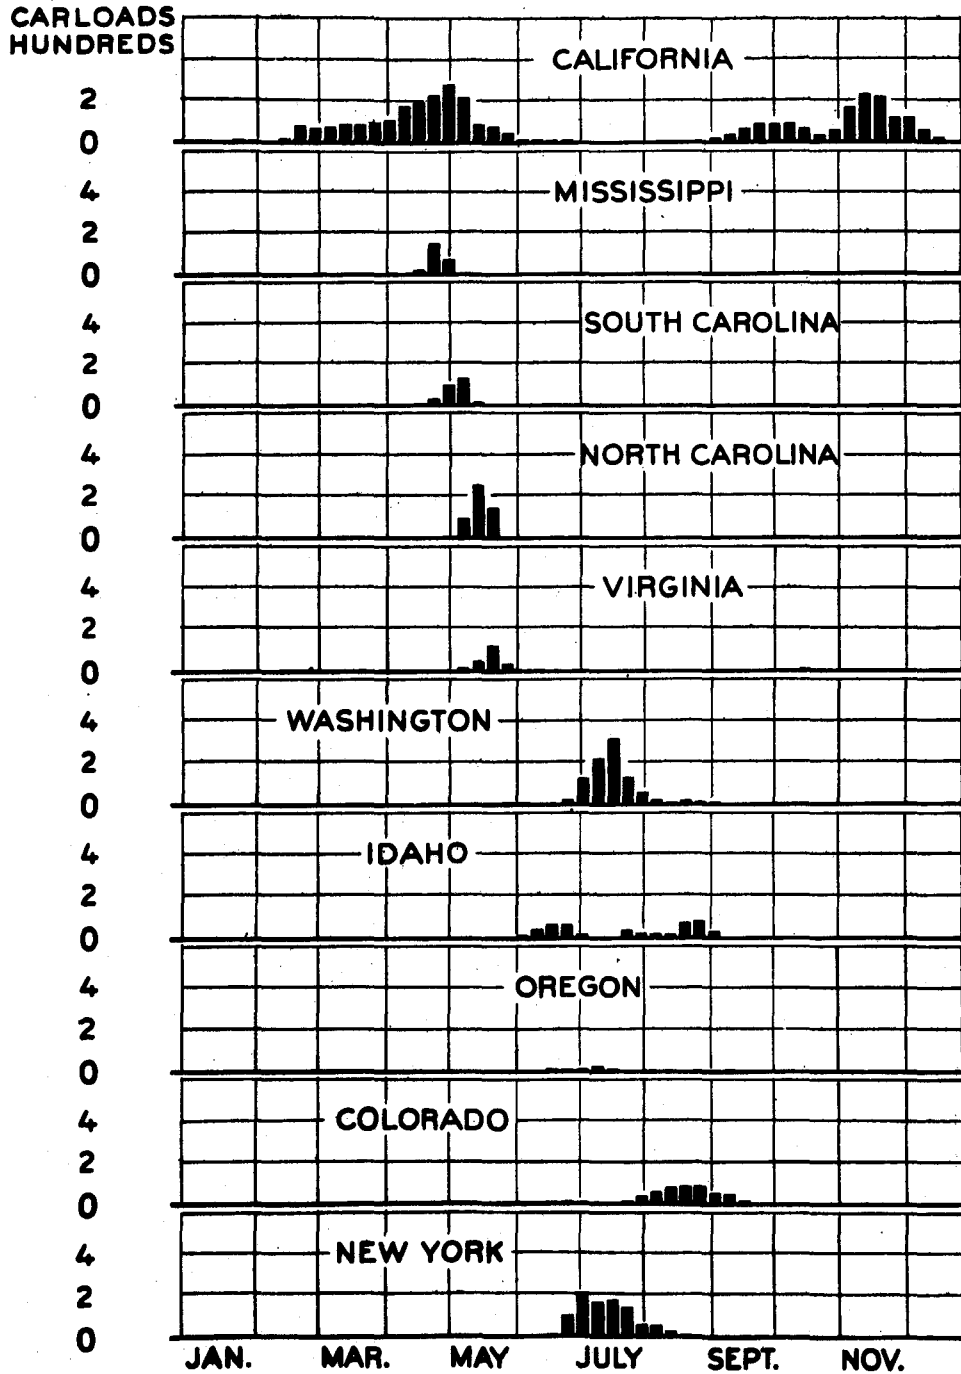 CARLOADS
HUNDREDS
CALIFORNIA
2
0
4
MISSISSIPPI
2
0
4
SOUTH CAROLINA
2
0
4
NORTH CAROLINA
2
0
4
VIRGINIA
2
0
4
WASHINGTON
2
0
4
IDAHO
2
0
4
OREGON
2
0
4
COLORADO
2
0
4
NEW YORK
2
0
JAN. MAR. MAY JULY SEPT. NOV.